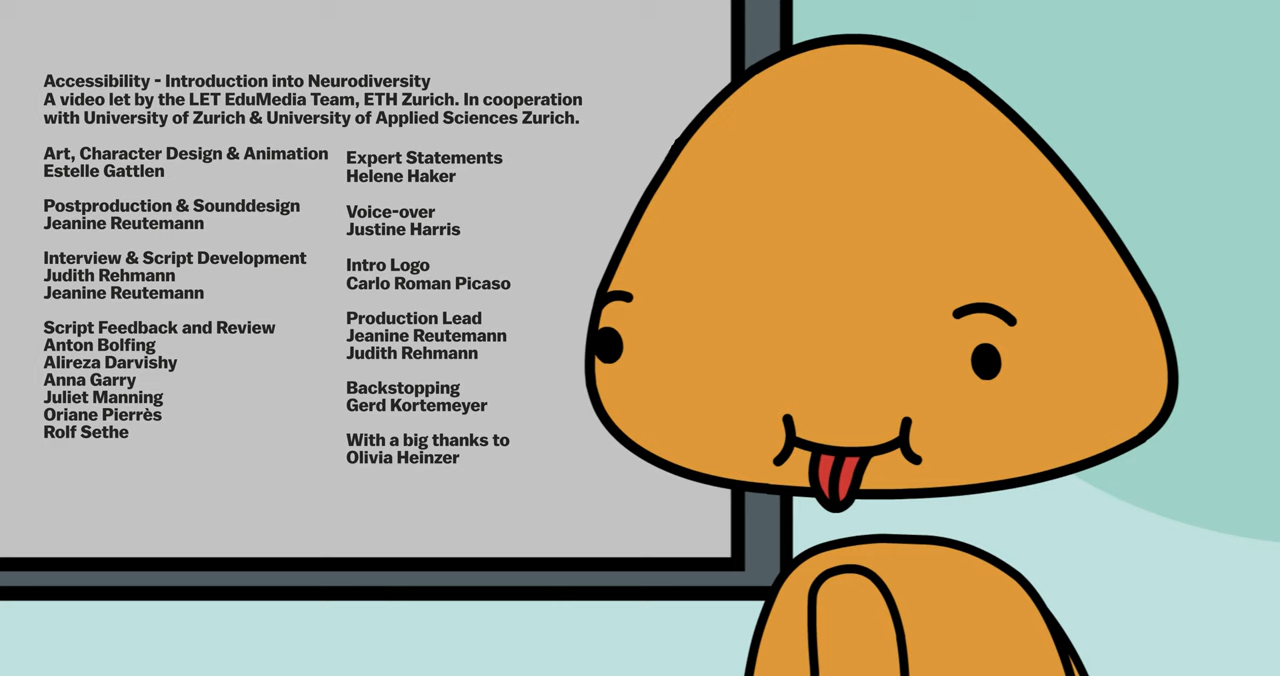 Accessibility - Introduction into Neurodiversity
A video let by the LET EduMedia Team, ETH Zurich. In cooperation
with University of Zurich & University of Applied Sciences Zurich.
Art, Character Design & Animation
Estelle Gattlen
Postproduction & Sounddesign
Jeanine Reutemann
Interview & Script Development
Judith Rehmann
Jeanine Reutemann
Script Feedback and Review
Anton Bolfing
Alireza Darvishy
Anna Garry
Juliet Manning
Oriane Pierrès
Rolf Sethe
Expert Statements
Helene Haker
Voice-over
Justine Harris
Intro Logo
Carlo Roman Picaso
Production Lead
Jeanine Reutemann
Judith Rehmann
Backstopping
Gerd Kortemeyer
With a big thanks to
Olivia Heinzer